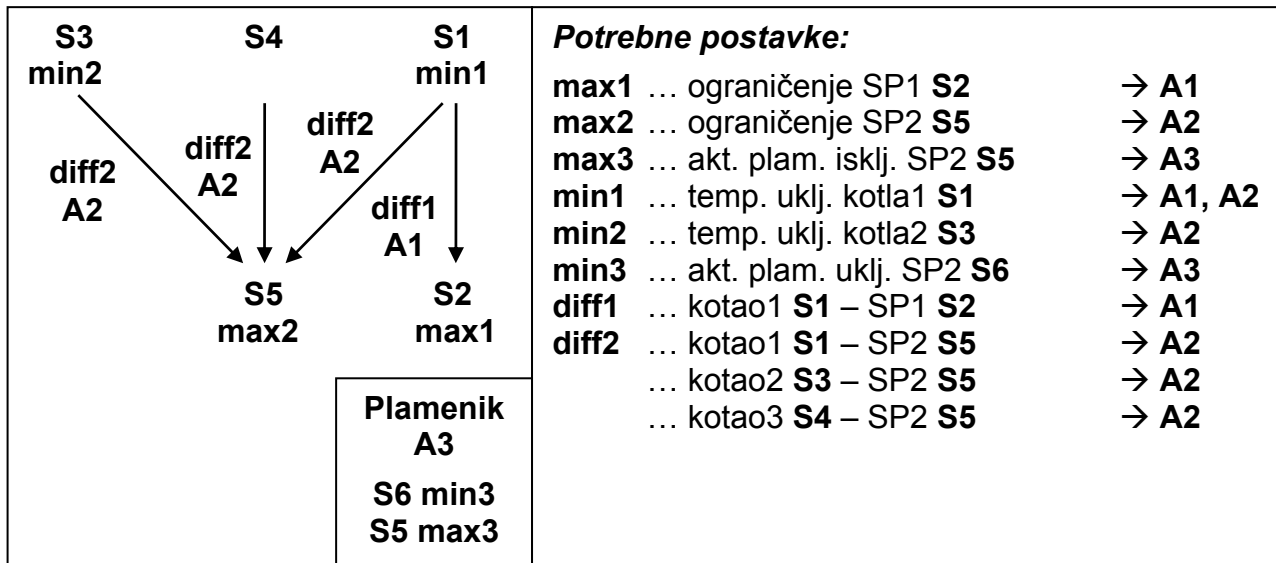 S3 S4 S1
min2 min1
diff2
diff2 A2
A2
diff2
A2
diff1
A1
S5 S2
max2 max1
Plamenik
A3
S6 min3
S5 max3
Potrebne postavke:
max1 … ograničenje SP1 S2 → A1
max2 … ograničenje SP2 S5 → A2
max3 … akt. plam. isklj. SP2 S5 → A3
min1 … temp. uklj. kotla1 S1 → A1, A2
min2 … temp. uklj. kotla2 S3 → A2
min3 … akt. plam. uklj. SP2 S6 → A3
diff1 … kotao1 S1 – SP1 S2 → A1
diff2 … kotao1 S1 – SP2 S5 → A2
… kotao2 S3 – SP2 S5 → A2
… kotao3 S4 – SP2 S5 → A2